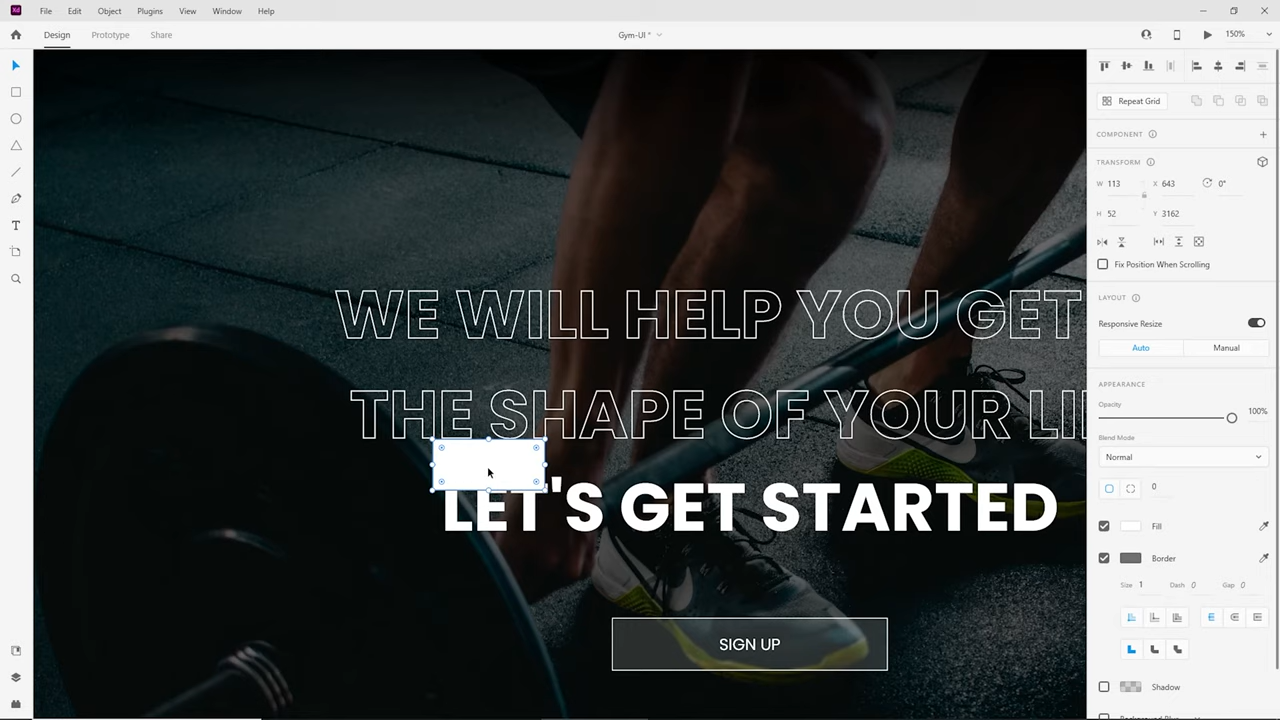 Xd File Edit Object Plugins View Window Help
Design Prototype Share Gym-UI * 150%
Repeat Grid
COMPONENT
TRANSFORM
W 113 X 643 0°
H 52 Y 3162
Fix Position When Scrolling
LAYOUT
Responsive Resize
Auto Manual
APPEARANCE
Opacity
100%
Blend Mode
Normal
0
Fill
Border
Size 1 Dash 0 Gap 0
Shadow
Background Blur
WE WILL HELP YOU GET
THE SHAPE OF YOUR LI
LET'S GET STARTED
SIGN UP
T